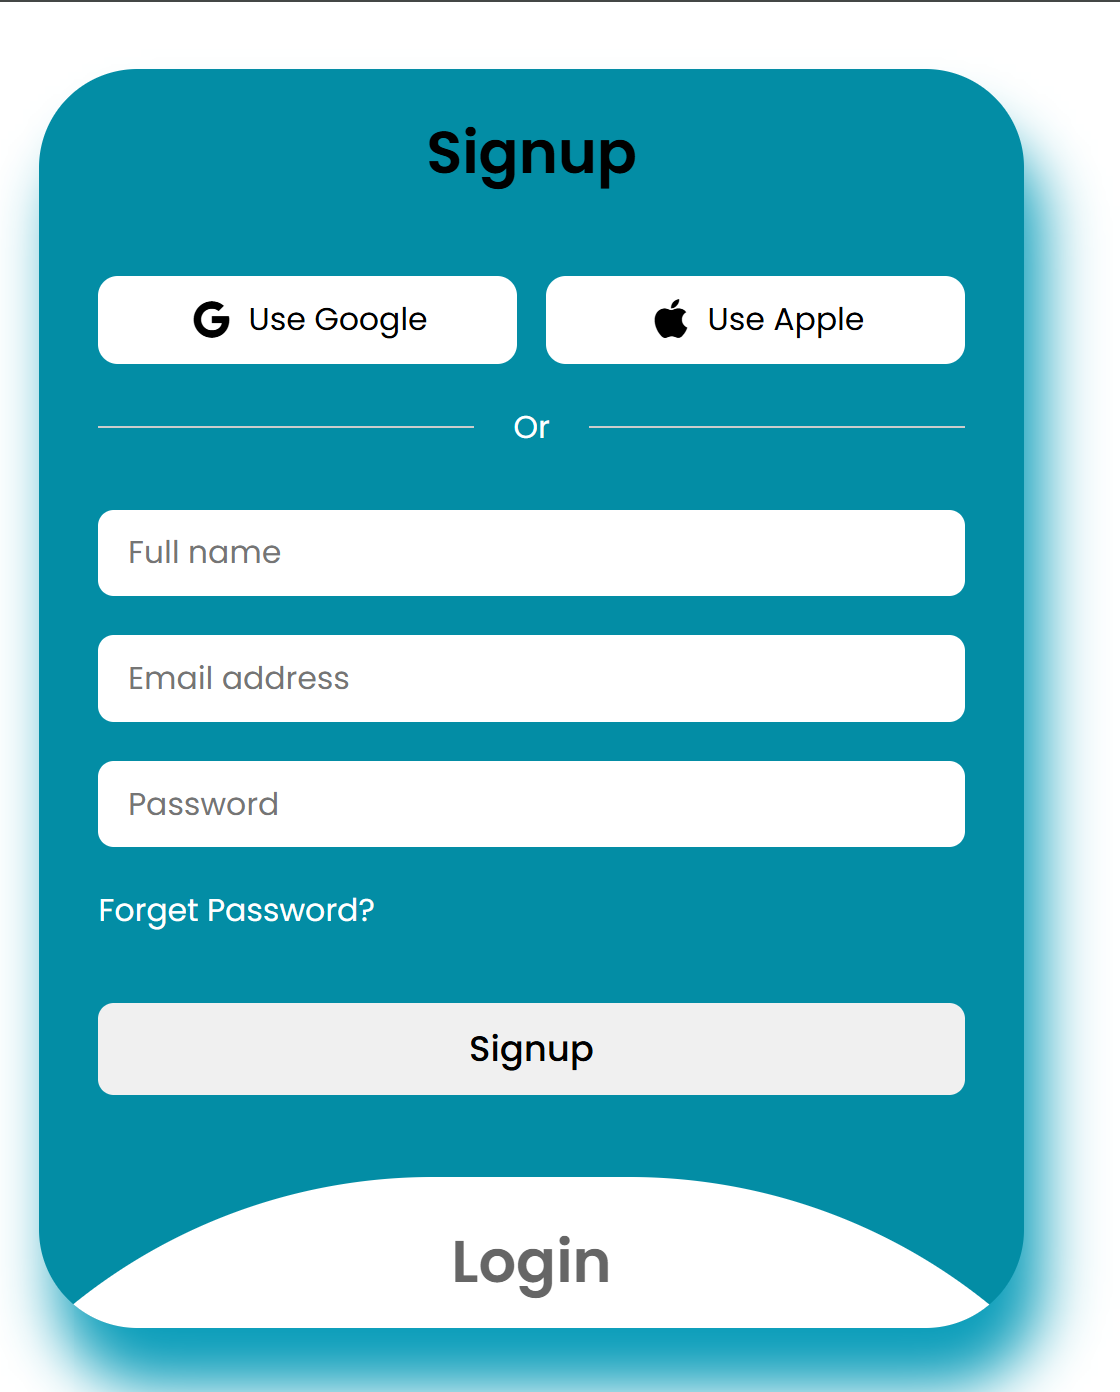 Signup
Use Google
Use Apple
Or
Full name
Email address
Password
Forget Password?
Signup
Login